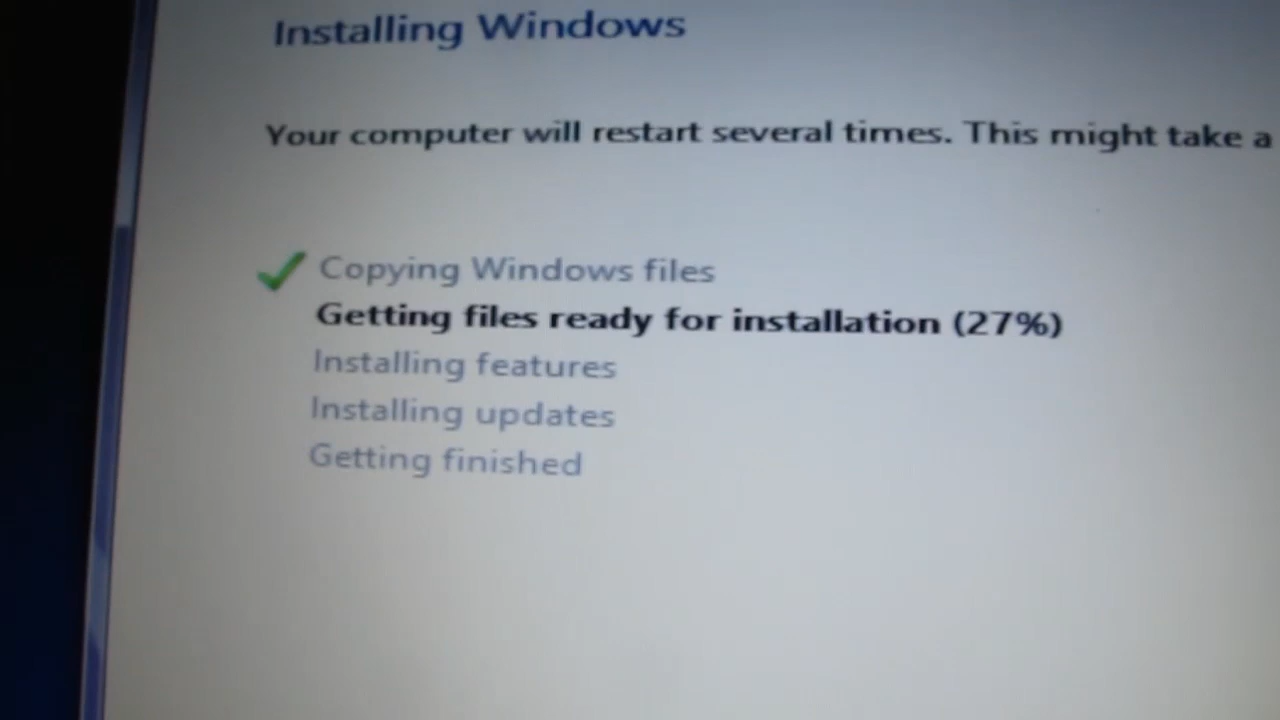 Installing Windows
Your computer will restart several times. This might take a
Copying Windows files
Getting files ready for installation (27%)
Installing features
Installing updates
Getting finished